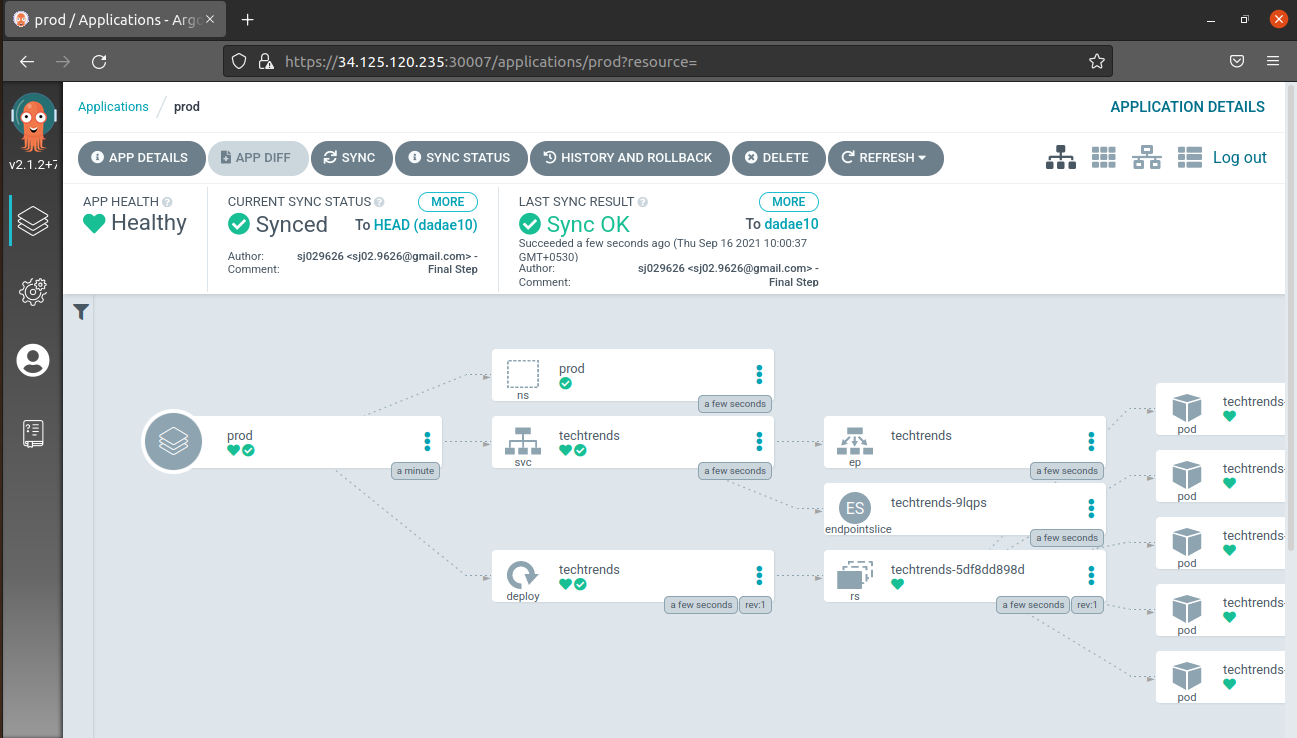 prod / Applications - Argo
https://34.125.120.235:30007/applications/prod?resource=
v2.1.2+7
Applications / prod
APPLICATION DETAILS
APP DETAILS
APP DIFF
SYNC
SYNC STATUS
HISTORY AND ROLLBACK
DELETE
REFRESH
Log out
APP HEALTH
Healthy
CURRENT SYNC STATUS
MORE
Synced
To HEAD (dadae10)
Author: sj029626 <sj02.9626@gmail.com> -
Comment: Final Step
LAST SYNC RESULT
MORE
Sync OK
To dadae10
Succeeded a few seconds ago (Thu Sep 16 2021 10:00:37
GMT+0530)
Author: sj029626 <sj02.9626@gmail.com> -
Comment: Final Step
prod
a minute
prod
ns
a few seconds
techtrends
svc
a few seconds
techtrends
deploy
a few seconds
rev:1
techtrends
ep
a few seconds
ES
techtrends-9lqps
endpointslice
a few seconds
techtrends-5df8dd898d
rs
a few seconds
rev:1
techtrends-
pod
techtrends-
pod
techtrends-
pod
techtrends-
pod
techtrends-
pod